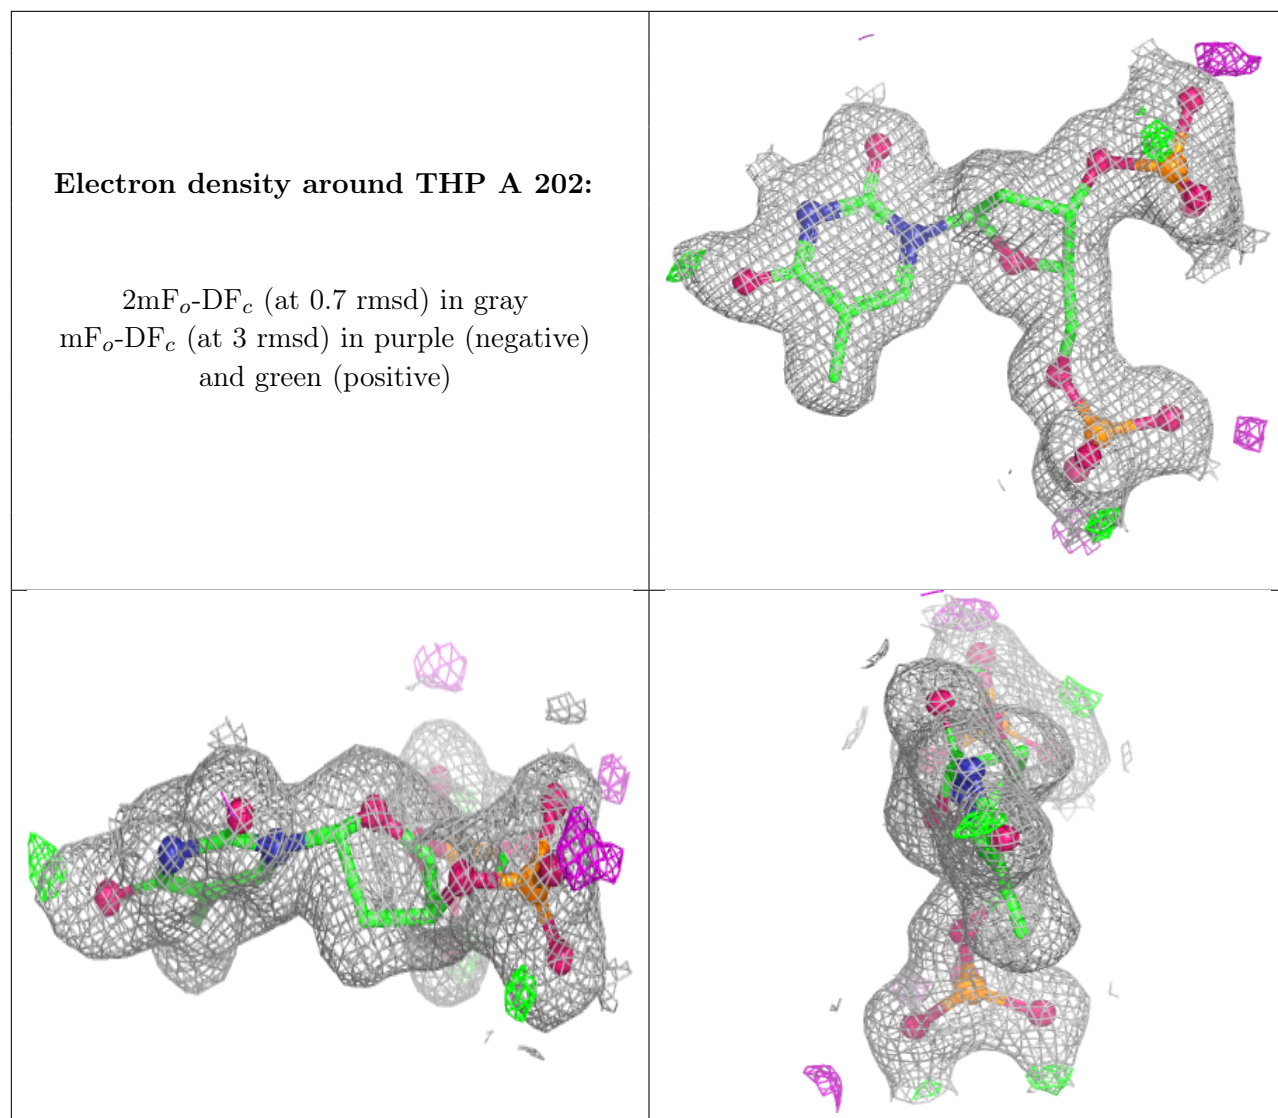 Electron density around THP A 202:
2mFo-DFc (at 0.7 rmsd) in gray
mFo-DFc (at 3 rmsd) in purple (negative)
and green (positive)